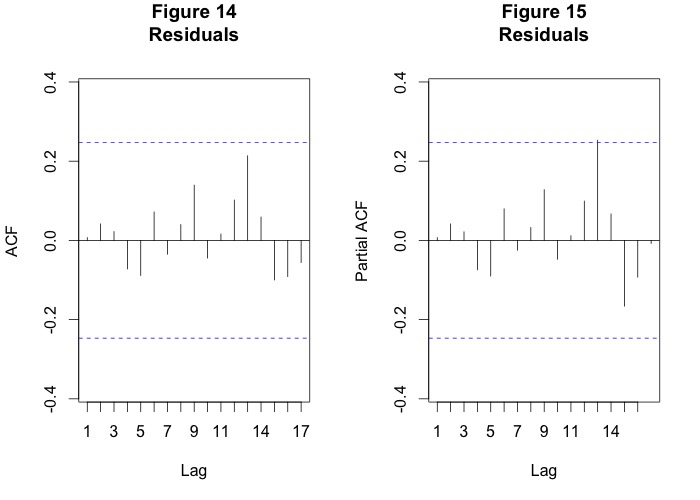 Figure 14
Residuals
ACF
0.4
0.2
0.0
-0.2
-0.4
1 3 5 7 9 11 14 17
Lag
Figure 15
Residuals
Partial ACF
0.4
0.2
0.0
-0.2
-0.4
1 3 5 7 9 11 14
Lag